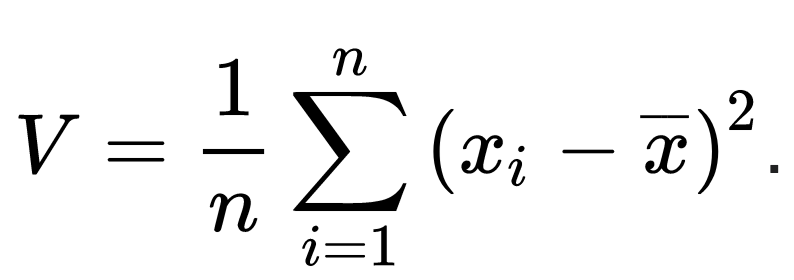 $V = \frac{1}{n} \sum_{i=1}^{n} (x_i - \overline{x})^2.$